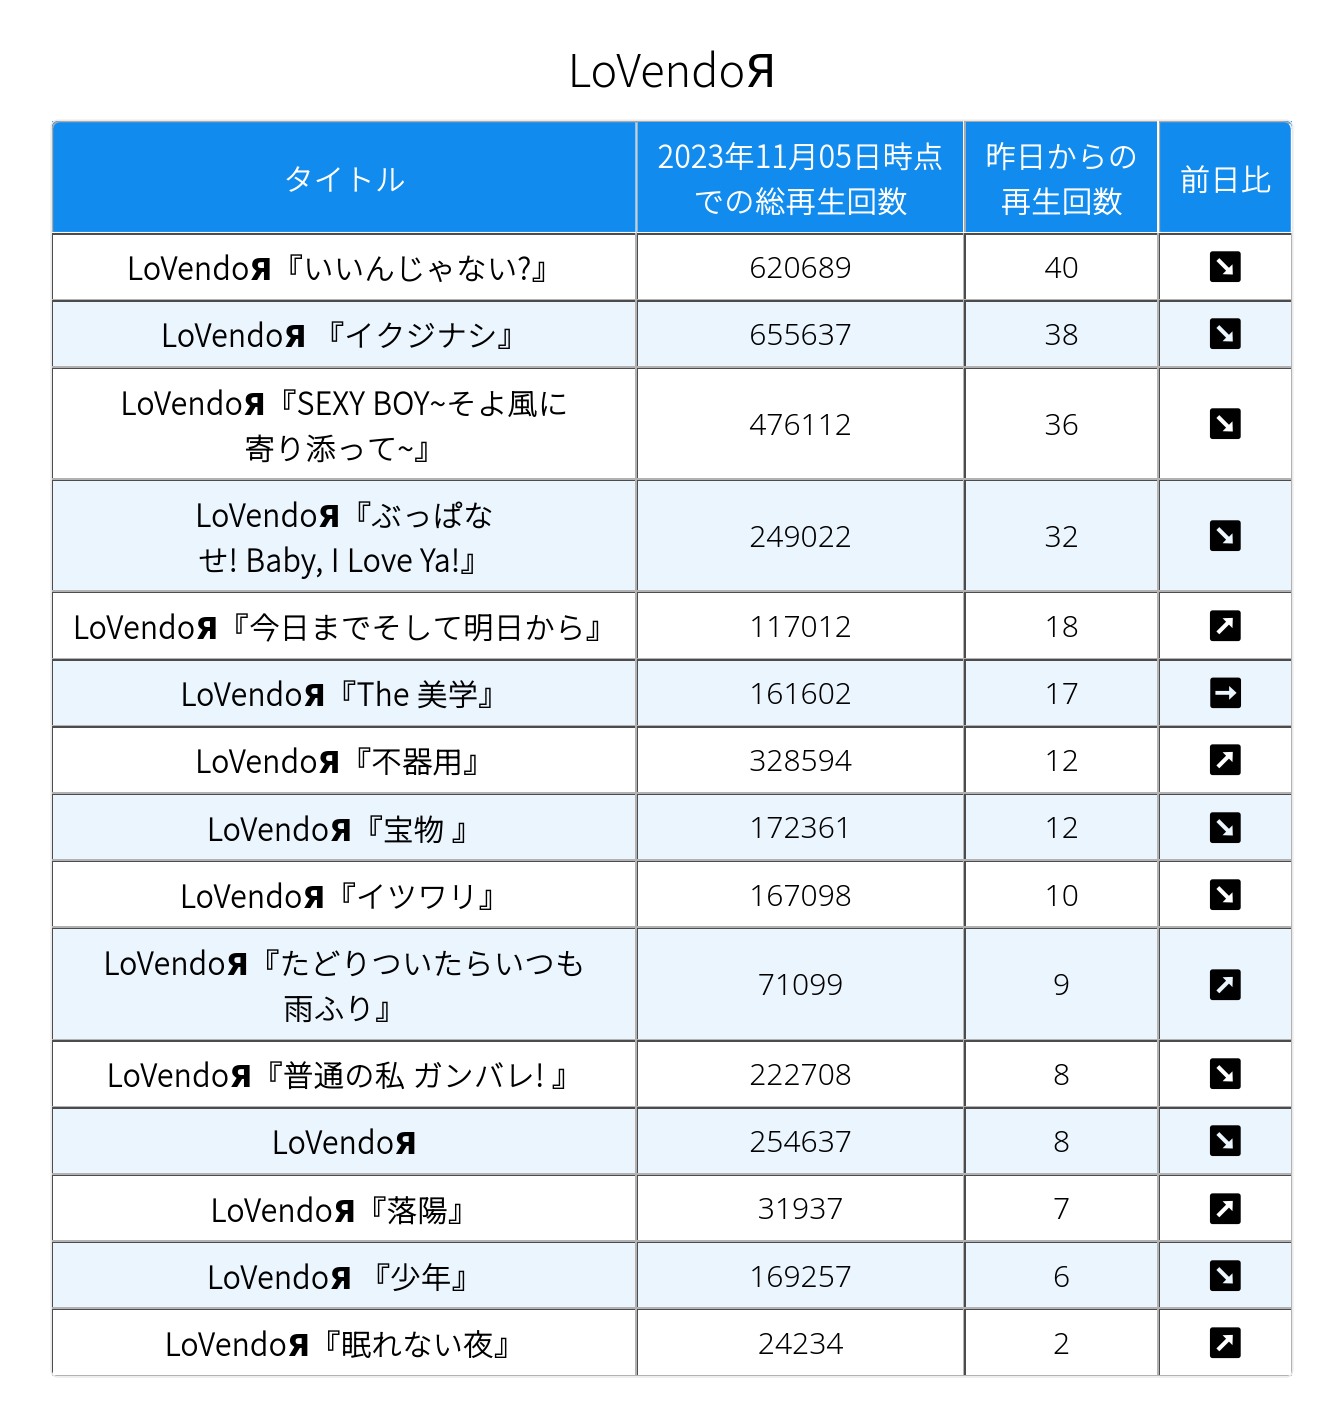 LoVendoЯ
タイトル
2023年11月05日時点
での総再生回数
昨日からの
再生回数
前日比
LoVendoЯ『いいんじゃない?』
620689
40
LoVendoЯ 『イクジナシ』
655637
38
LoVendoЯ『SEXY BOY~そよ風に
寄り添って~』
476112
36
LoVendoЯ『ぶっぱな
せ! Baby, I Love Ya!』
249022
32
LoVendoЯ『今日までそして明日から』
117012
18
LoVendoЯ『The 美学』
161602
17
LoVendoЯ『不器用』
328594
12
LoVendoЯ『宝物 』
172361
12
LoVendoЯ『イツワリ』
167098
10
LoVendoЯ『たどりついたらいつも
雨ふり』
71099
9
LoVendoЯ『普通の私 ガンバレ! 』
222708
8
LoVendoЯ
254637
8
LoVendoЯ『落陽』
31937
7
LoVendoЯ 『少年』
169257
6
LoVendoЯ『眠れない夜』
24234
2